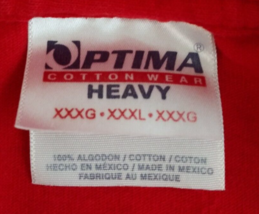 OPTIMA®
COTTON WEAR
HEAVY
XXXG • XXXL • XXXG
100% ALGODON / COTTON / COTON
HECHO EN MÉXICO / MADE IN MEXICO
FABRIQUE AU MEXIQUE